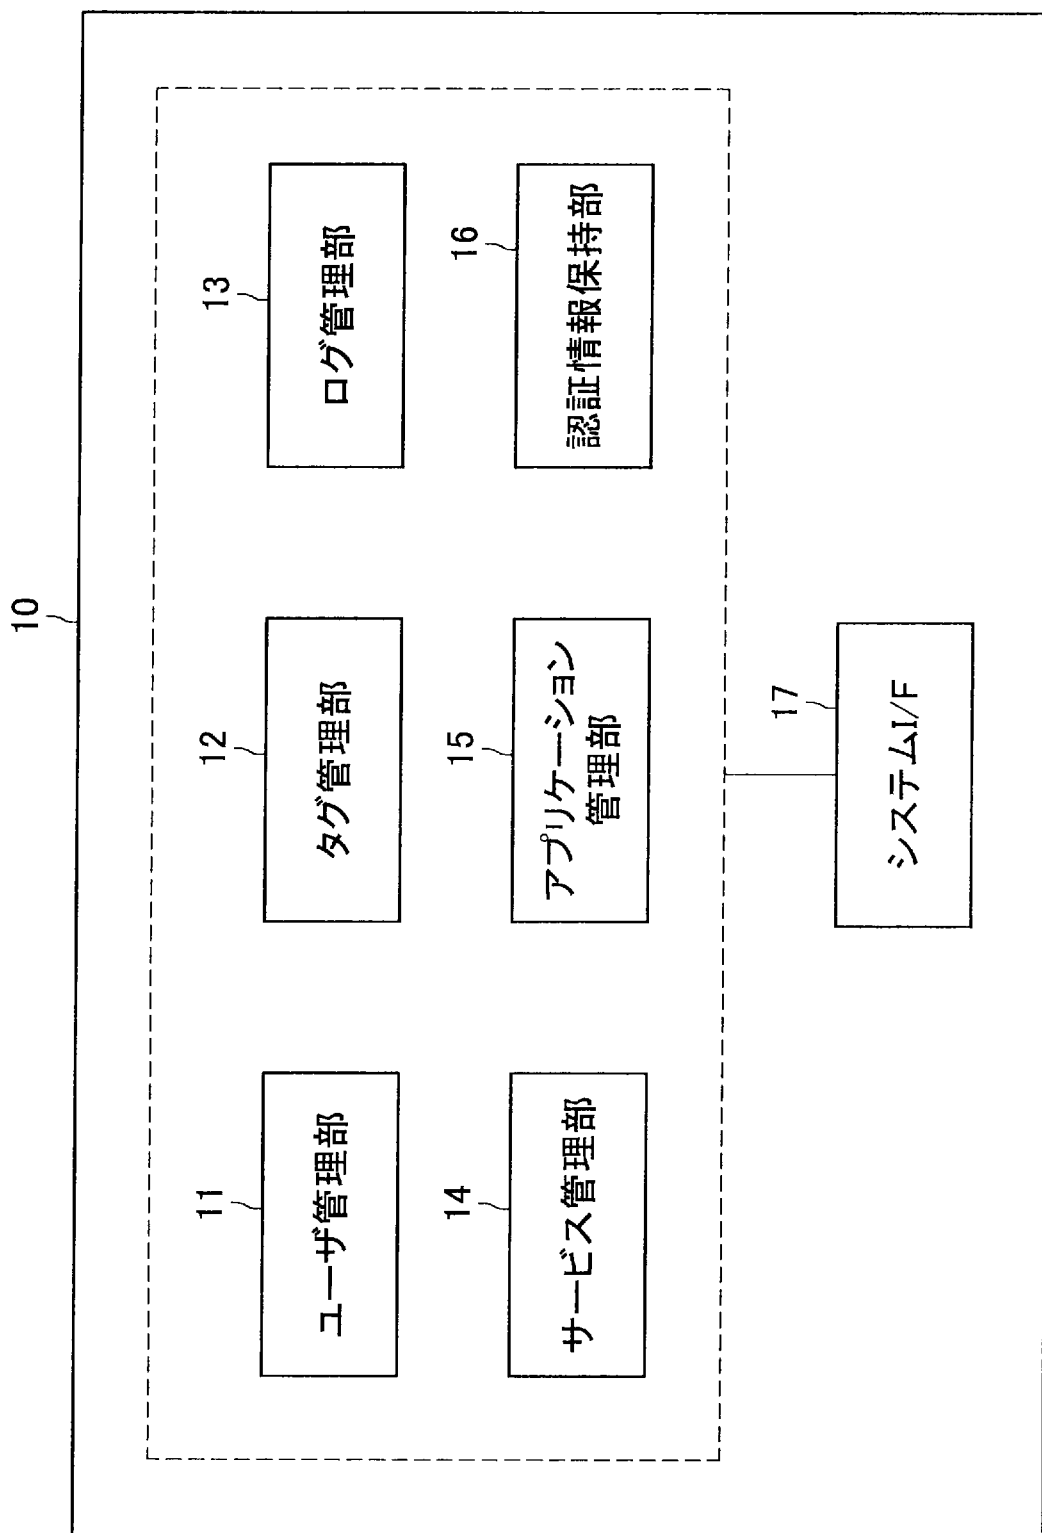 10
11
ユーザ管理部
12
タグ管理部
13
ログ管理部
14
サービス管理部
15
アプリケーション
管理部
16
認証情報保持部
17
システムI/F